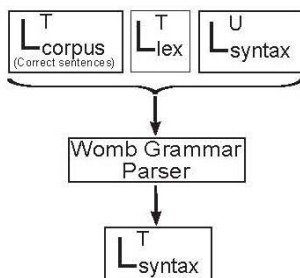 L T corpus L T lex L U syntax
(Correct sentences)
Womb Grammar
Parser
L T syntax